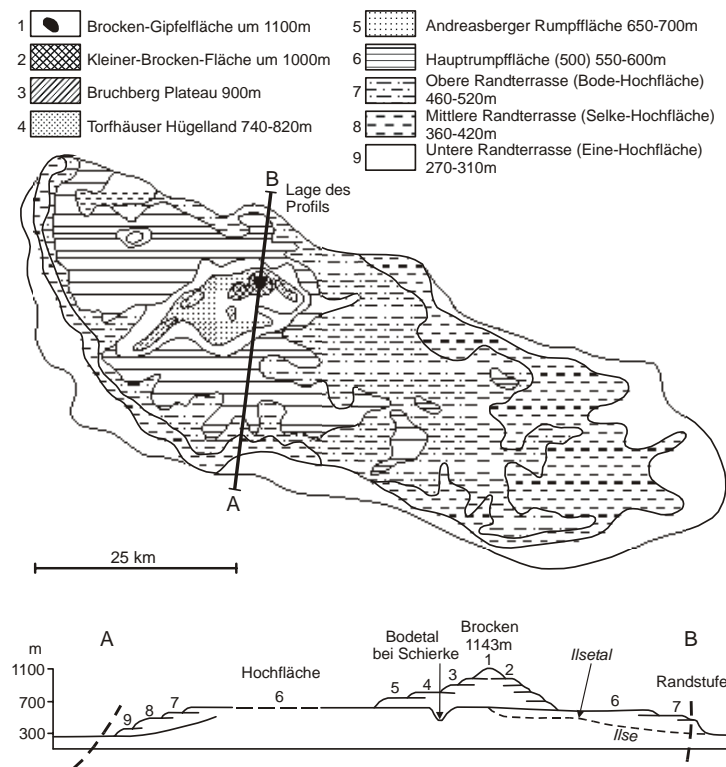 1 Brocken-Gipfelfläche um 1100m
2 Kleiner-Brocken-Fläche um 1000m
3 Bruchberg Plateau 900m
4 Torfhäuser Hügelland 740-820m
5 Andreasberger Rumpffläche 650-700m
6 Hauptrumpffläche (500) 550-600m
7 Obere Randterrasse (Bode-Hochfläche)
460-520m
8 Mittlere Randterrasse (Selke-Hochfläche)
360-420m
9 Untere Randterrasse (Eine-Hochfläche)
270-310m
B
Lage des
Profils
A
25 km
A
B
m
1100
700
300
Hochfläche
Bodetal
bei Schierke
Brocken
1143m
Ilsetal
Randstufe
9 8 7 6 5 4 3 1 2 6 7
Ilse